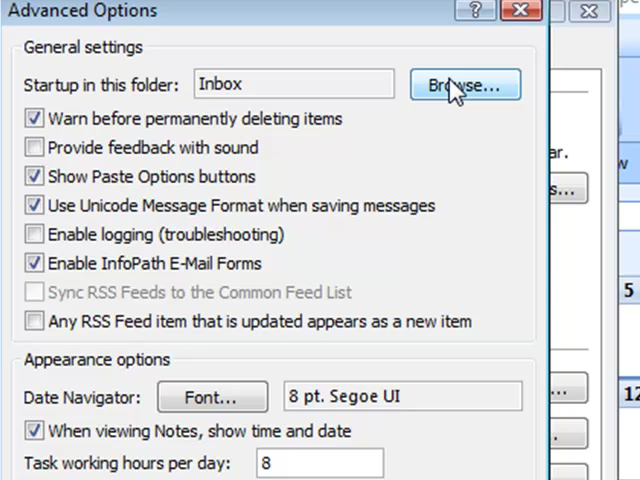 Advanced Options
General settings
Startup in this folder: Inbox Browse...
Warn before permanently deleting items
ar.
Provide feedback with sound
w
Show Paste Options buttons
s...
Use Unicode Message Format when saving messages
Enable logging (troubleshooting)
Enable InfoPath E-Mail Forms
Sync RSS Feeds to the Common Feed List
5
Any RSS Feed item that is updated appears as a new item
Appearance options
Date Navigator: Font... 8 pt. Segoe UI
12
When viewing Notes, show time and date
Task working hours per day: 8